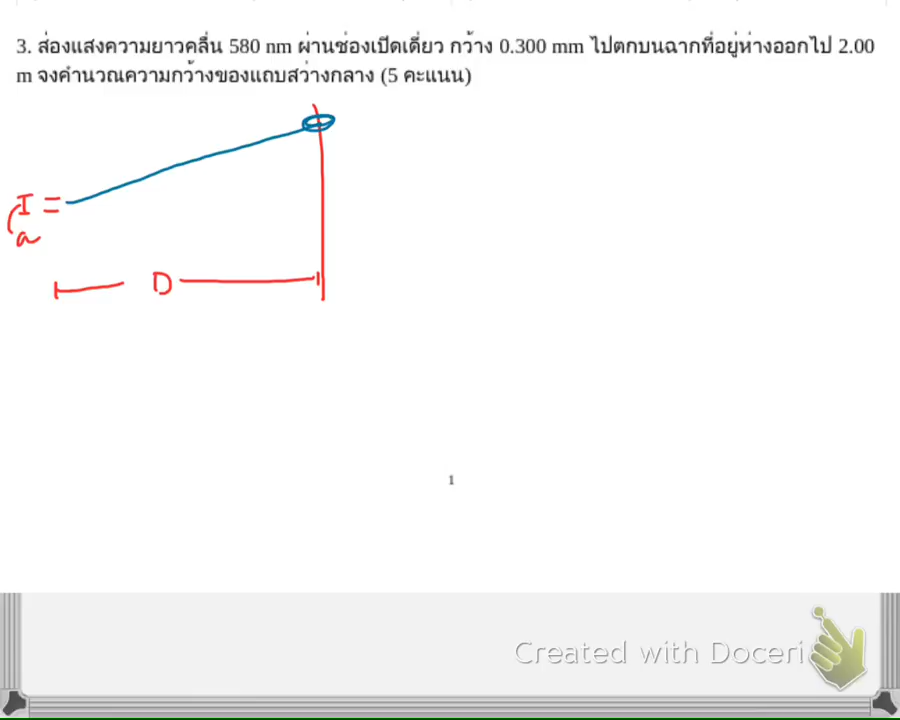 3. ส่องแสงความยาวคลื่น 580 nm ผ่านช่องเปิดเดี่ยว กว้าง 0.300 mm ไปตกบนฉากที่อยู่ห่างออกไป 2.00
m จงคำนวณความกว้างของแถบสว่างกลาง (5 คะแนน)
a
D
1
Created with Doceri